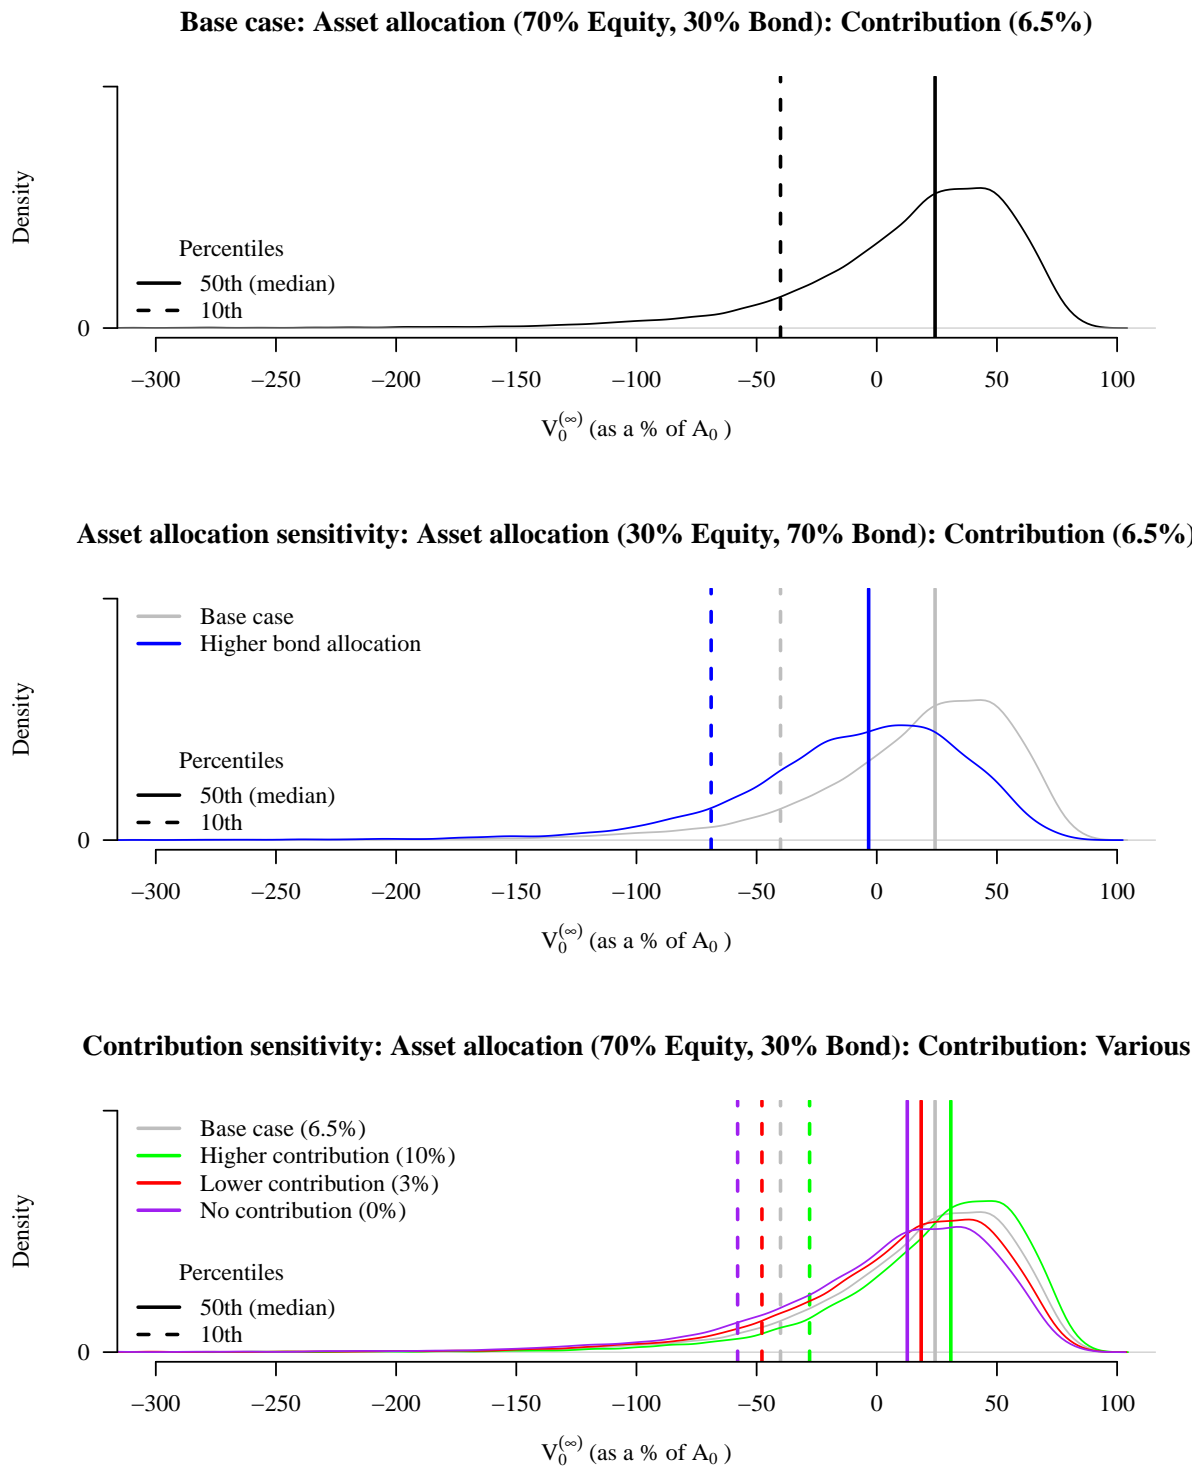 Base case: Asset allocation (70% Equity, 30% Bond): Contribution (6.5%)
Density
Percentiles
50th (median)
10th
0
−300 −250 −200 −150 −100 −50 0 50 100
V₀⁽∞⁾ (as a % of A₀ )
Asset allocation sensitivity: Asset allocation (30% Equity, 70% Bond): Contribution (6.5%)
Density
Base case
Higher bond allocation
Percentiles
50th (median)
10th
0
−300 −250 −200 −150 −100 −50 0 50 100
V₀⁽∞⁾ (as a % of A₀ )
Contribution sensitivity: Asset allocation (70% Equity, 30% Bond): Contribution: Various
Density
Base case (6.5%)
Higher contribution (10%)
Lower contribution (3%)
No contribution (0%)
Percentiles
50th (median)
10th
0
−300 −250 −200 −150 −100 −50 0 50 100
V₀⁽∞⁾ (as a % of A₀ )